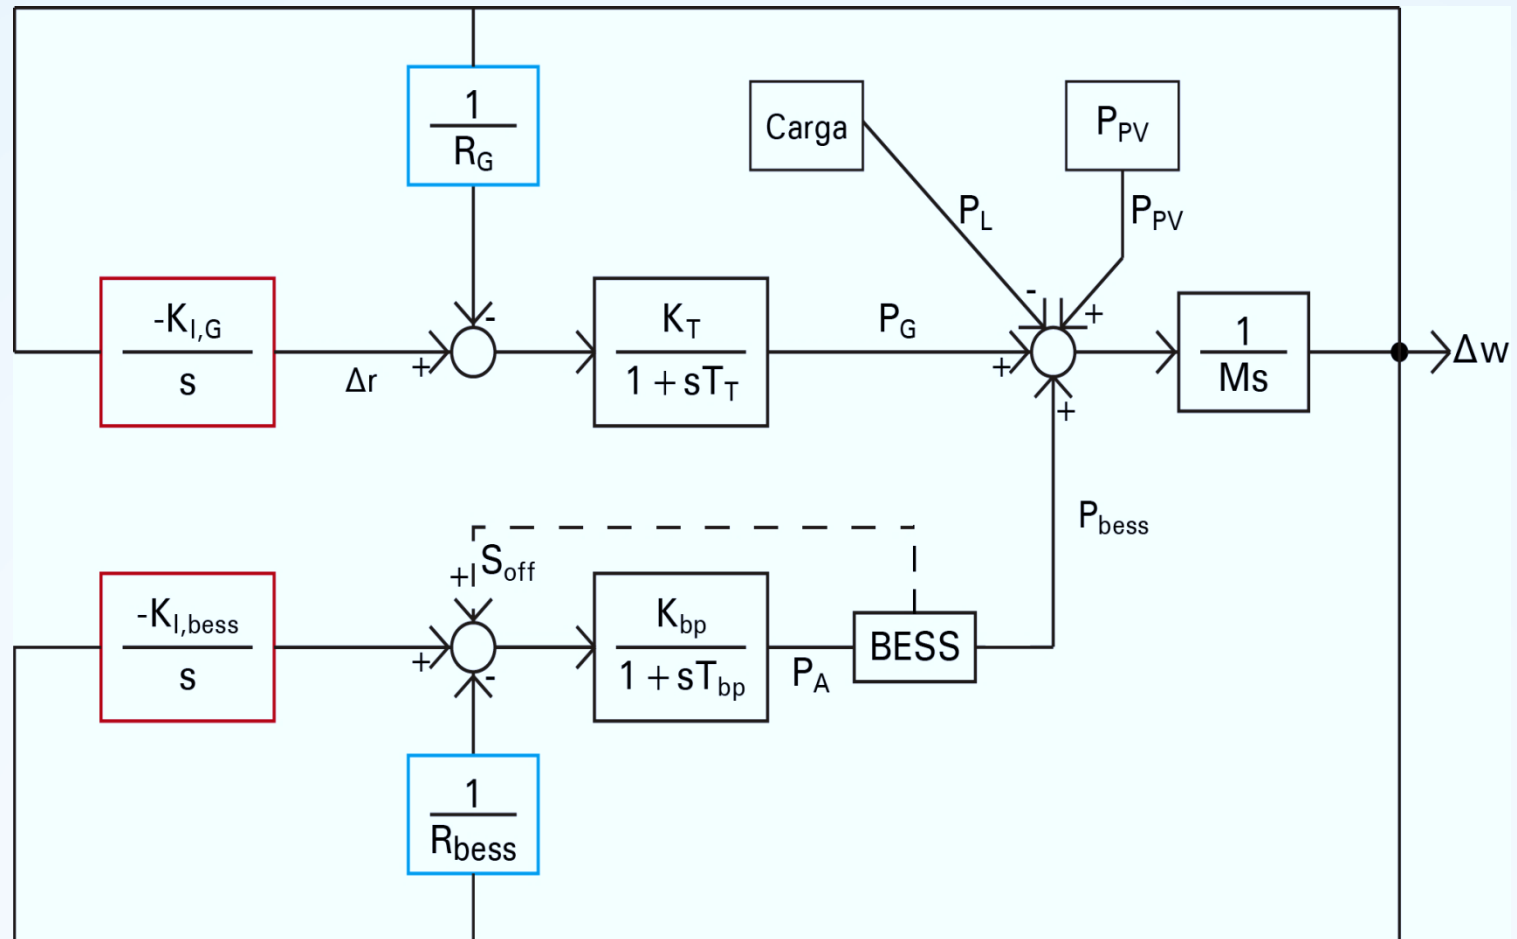 1
R_G
Carga
P_PV
P_L
P_PV
-
+
-K_I,G
s
Δr
+
-
K_T
1 + sT_T
P_G
+
1
Ms
Δw
+
P_bess
S_off
+
-K_I,bess
s
+
-
K_bp
1 + sT_bp
P_A
BESS
1
R_bess